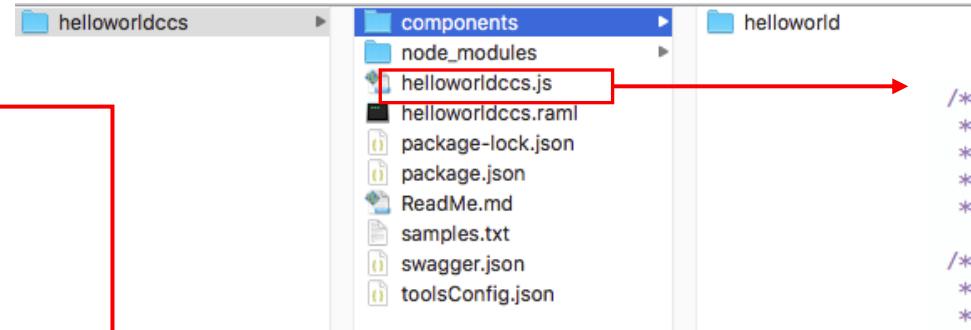 helloworldccs
components
node_modules
helloworldccs.js
helloworldccs.raml
package-lock.json
package.json
ReadMe.md
samples.txt
swagger.json
toolsConfig.json
helloworld
/*
*
*
*
*
/*
*
*